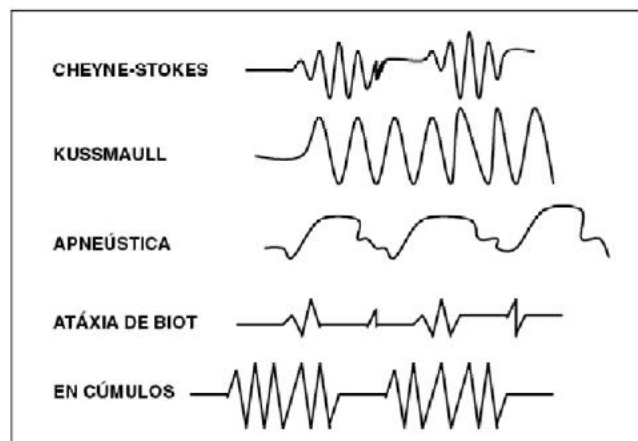 CHEYNE-STOKES
KUSSMAULL
APNEÚSTICA
ATÁXIA DE BIOT
EN CÚMULOS